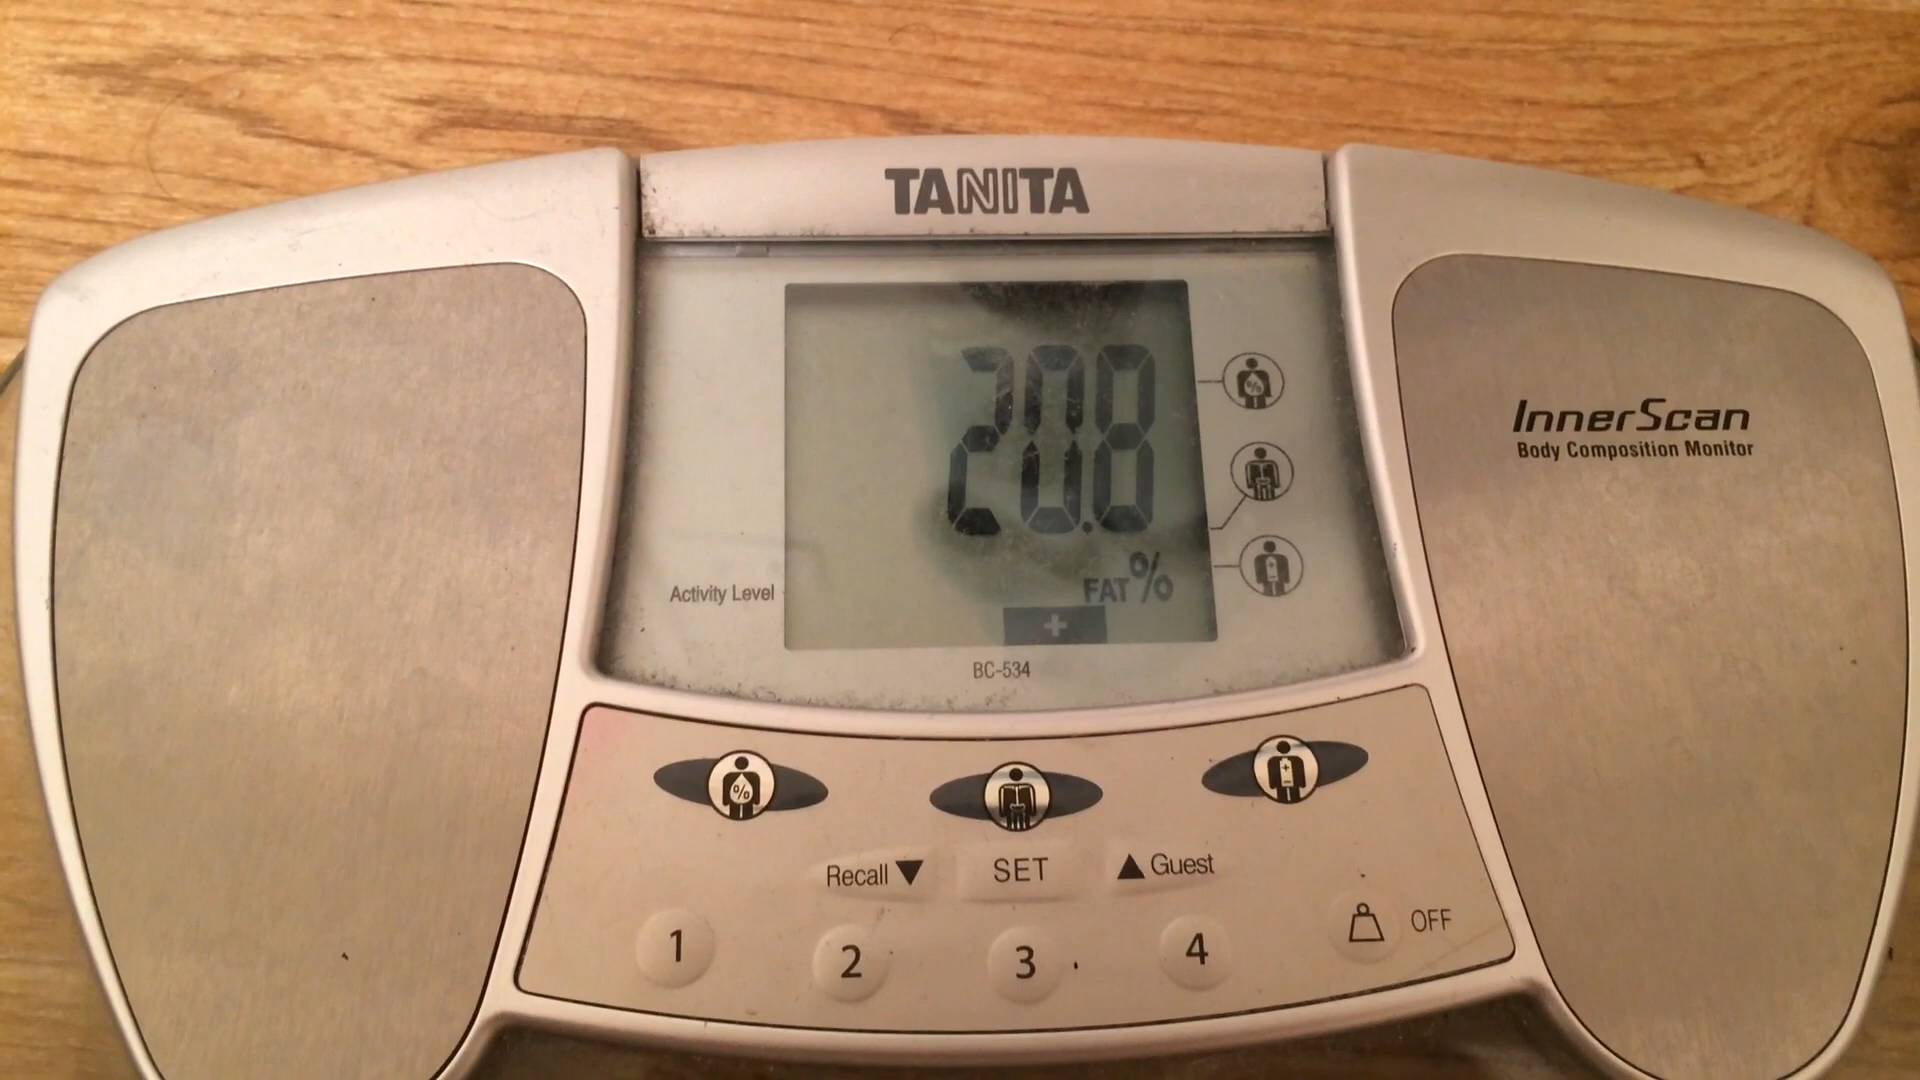 TANITA
20.8
InnerScan
Body Composition Monitor
FAT%
Activity Level
+
BC-534
%
Recall ▼
SET
▲ Guest
1
2
3
4
OFF